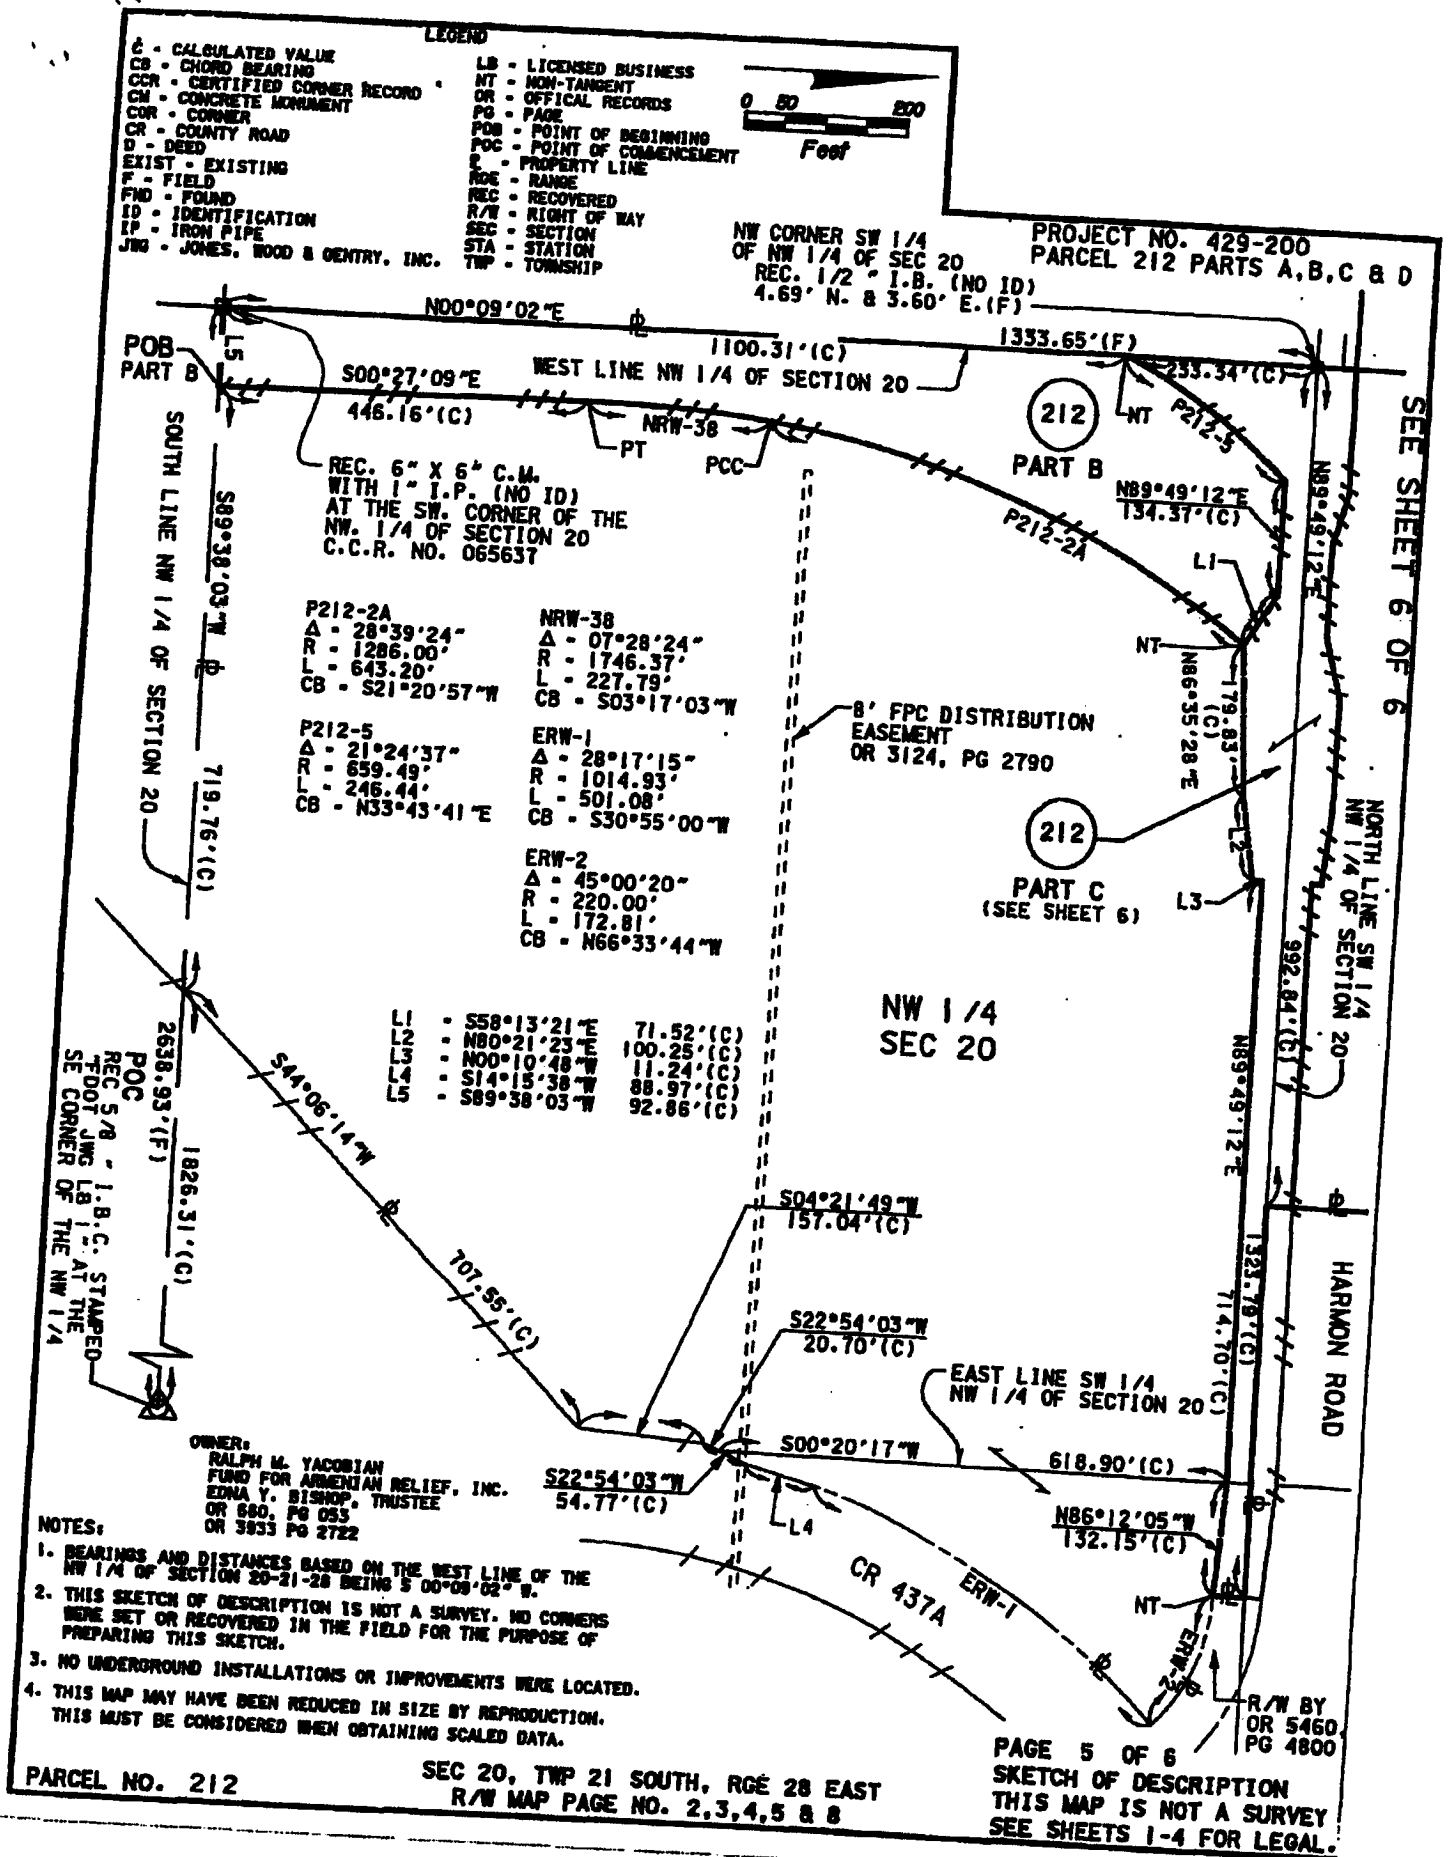 LEGEND
C - CALCULATED VALUE
CB - CHORD BEARING
CCR - CERTIFIED CORNER RECORD
CM - CONCRETE MONUMENT
COR - CORNER
CR - COUNTY ROAD
D - DEED
EXIST - EXISTING
F - FIELD
FND - FOUND
ID - IDENTIFICATION
IP - IRON PIPE
JWG - JONES, WOOD & GENTRY, INC.
LB - LICENSED BUSINESS
NT - NON-TANGENT
OR - OFFICAL RECORDS
PG - PAGE
POB - POINT OF BEGINNING
POC - POINT OF COMMENCEMENT
℄ - PROPERTY LINE
RGE - RANGE
REC - RECOVERED
R/W - RIGHT OF WAY
SEC - SECTION
STA - STATION
TWP - TOWNSHIP
0 50 200
Feet
PROJECT NO. 429-200
PARCEL 212 PARTS A,B,C & D
NW CORNER SW 1/4
OF NW 1/4 OF SEC 20
REC. 1/2 " I.B. (NO ID)
4.69' N. & 3.60' E.(F)
N00°09'02"E
1100.31'(C)
1333.65'(F)
233.34'(C)
WEST LINE NW 1/4 OF SECTION 20
L5
POB
PART B
S00°27'09"E
446.16'(C)
PT
NRW-38
PCC
NT
P212-5
212
PART B
P212-2A
N89°49'12"E
134.37'(C)
L1
NT
N89°49'12"E
SEE SHEET 6 OF 6
REC. 6" X 6" C.M.
WITH 1" I.P. (NO ID)
AT THE SW. CORNER OF THE
NW. 1/4 OF SECTION 20
C.C.R. NO. 065637
SOUTH LINE NW 1/4 OF SECTION 20
S89°38'03"W
719.76'(C)
P212-2A
Δ - 28°39'24"
R - 1286.00'
L - 643.20'
CB - S21°20'57"W
NRW-38
Δ - 07°28'24"
R - 1746.37'
L - 227.79'
CB - S03°17'03"W
P212-5
Δ - 21°24'37"
R - 659.49'
L - 246.44'
CB - N33°43'41"E
ERW-1
Δ - 28°17'15"
R - 1014.93'
L - 501.08'
CB - S30°55'00"W
ERW-2
Δ - 45°00'20"
R - 220.00'
L - 172.81'
CB - N66°33'44"W
8' FPC DISTRIBUTION
EASEMENT
OR 3124, PG 2790
179.83'
(C)
N86°35'28"E
L2
L3
212
PART C
(SEE SHEET 6)
NORTH LINE SW 1/4
NW 1/4 OF SECTION 20
992.84'(C)
NW 1/4
SEC 20
L1 - S58°13'21"E 71.52'(C)
L2 - N80°21'23"E 100.25'(C)
L3 - N00°10'48"W 11.24'(C)
L4 - S14°15'38"W 88.97'(C)
L5 - S89°38'03"W 92.86'(C)
N89°49'12"E
2638.93'(F)
1826.31'(C)
POC
REC 5/8 " I.B.C. STAMPED
"FDOT JWG LB 1" AT THE
SE CORNER OF THE NW 1/4
S44°06'14"W
707.55'(C)
S04°21'49"W
157.04'(C)
S22°54'03"W
20.70'(C)
EAST LINE SW 1/4
NW 1/4 OF SECTION 20
1323.79'(C)
714.70'(C)
HARMON ROAD
S00°20'17"W
618.90'(C)
S22°54'03"W
54.77'(C)
L4
N86°12'05"W
132.15'(C)
CR 437A
ERW-1
NT
ERW-2
R/W BY
OR 5460,
PG 4800
OWNER:
RALPH M. YACOBIAN
FUND FOR ARMENIAN RELIEF, INC.
EDNA Y. BISHOP, TRUSTEE
OR 680, PG 053
OR 3933 PG 2722
NOTES:
1. BEARINGS AND DISTANCES BASED ON THE WEST LINE OF THE
NW 1/4 OF SECTION 20-21-28 BEING S 00°09'02" W.
2. THIS SKETCH OF DESCRIPTION IS NOT A SURVEY. NO CORNERS
WERE SET OR RECOVERED IN THE FIELD FOR THE PURPOSE OF
PREPARING THIS SKETCH.
3. NO UNDERGROUND INSTALLATIONS OR IMPROVEMENTS WERE LOCATED.
4. THIS MAP MAY HAVE BEEN REDUCED IN SIZE BY REPRODUCTION.
THIS MUST BE CONSIDERED WHEN OBTAINING SCALED DATA.
PARCEL NO. 212
SEC 20, TWP 21 SOUTH, RGE 28 EAST
R/W MAP PAGE NO. 2,3,4,5 & 8
PAGE 5 OF 6
SKETCH OF DESCRIPTION
THIS MAP IS NOT A SURVEY
SEE SHEETS 1-4 FOR LEGAL.